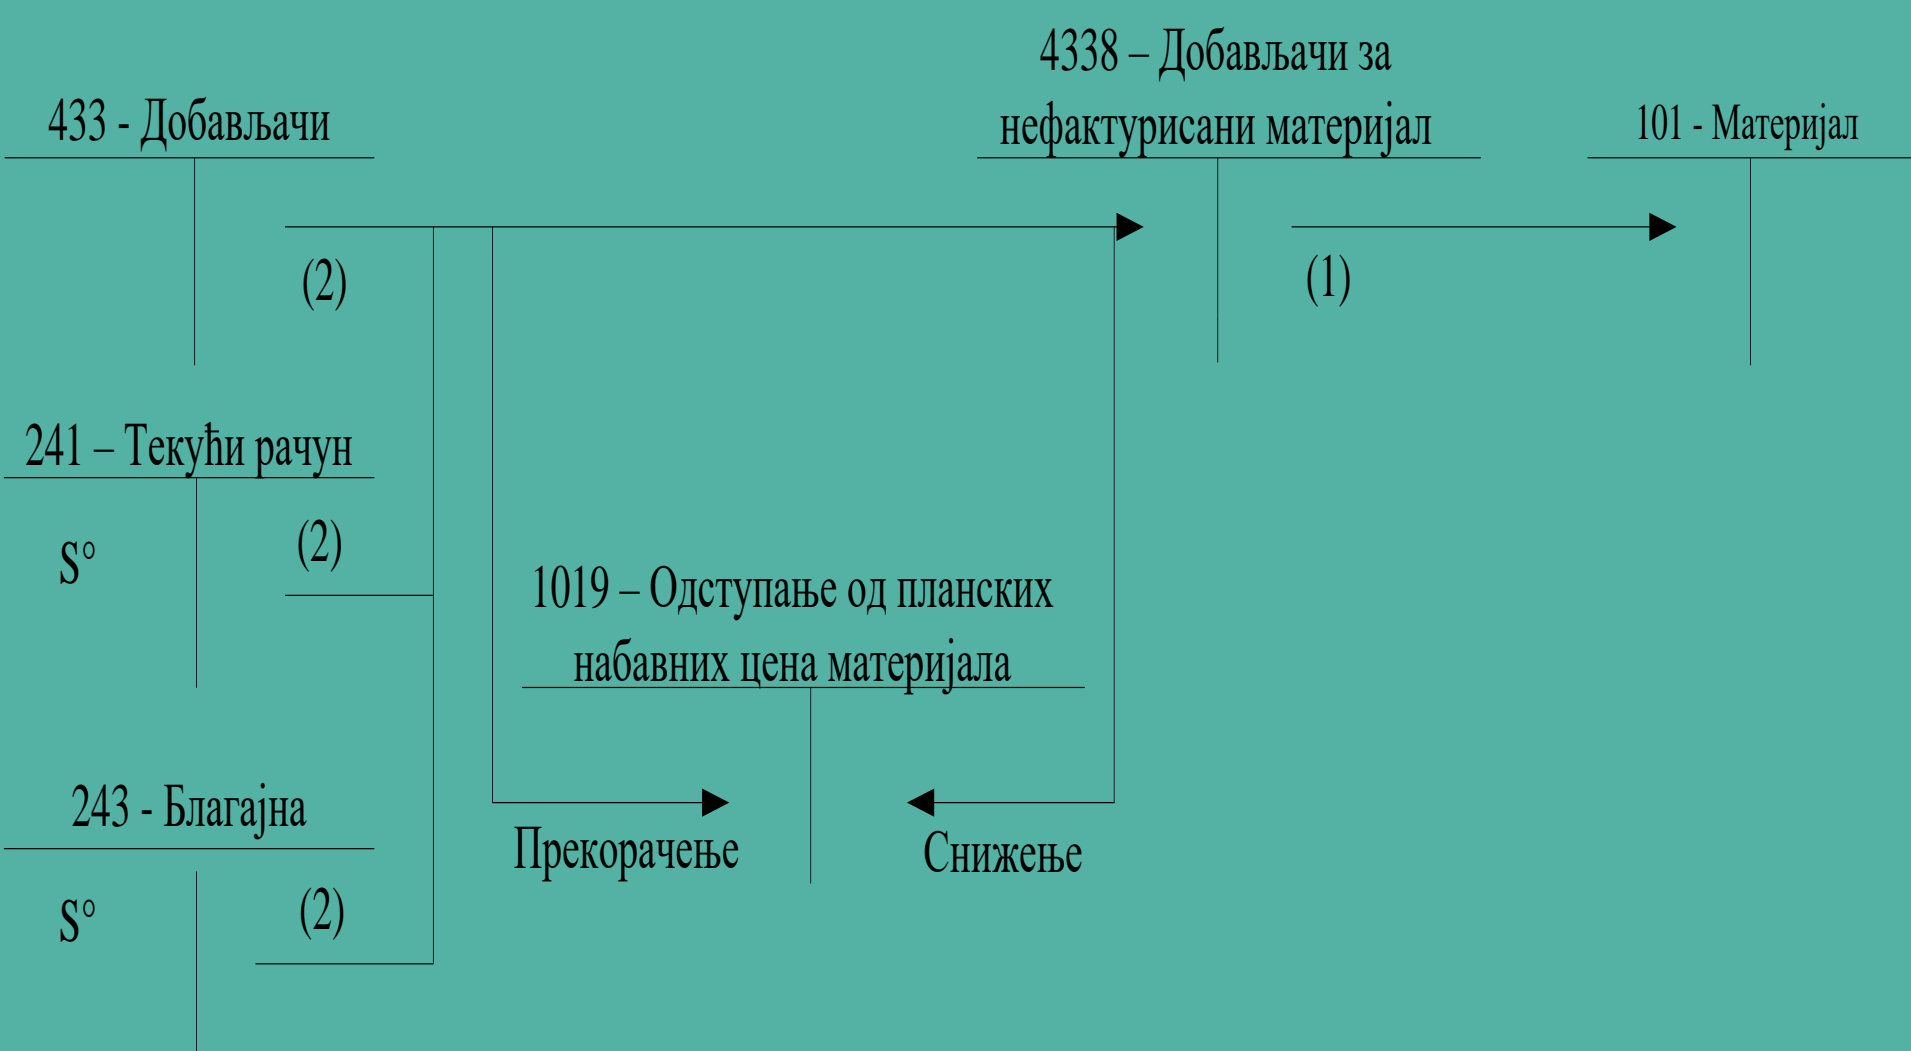 4338 – Добављачи за
нефактурисани материјал
433 - Добављачи
101 - Материјал
(2)
(1)
241 – Текући рачун
S°
(2)
1019 – Одступање од планских
набавних цена материјала
243 - Благајна
Прекорачење
Снижење
S°
(2)